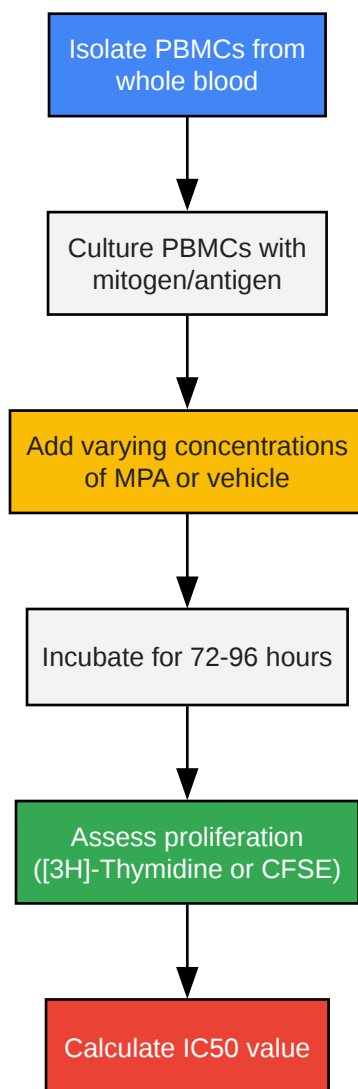 Isolate PBMCs from
whole blood
Culture PBMCs with
mitogen/antigen
Add varying concentrations
of MPA or vehicle
Incubate for 72-96 hours
Assess proliferation
([3H]-Thymidine or CFSE)
Calculate IC50 value